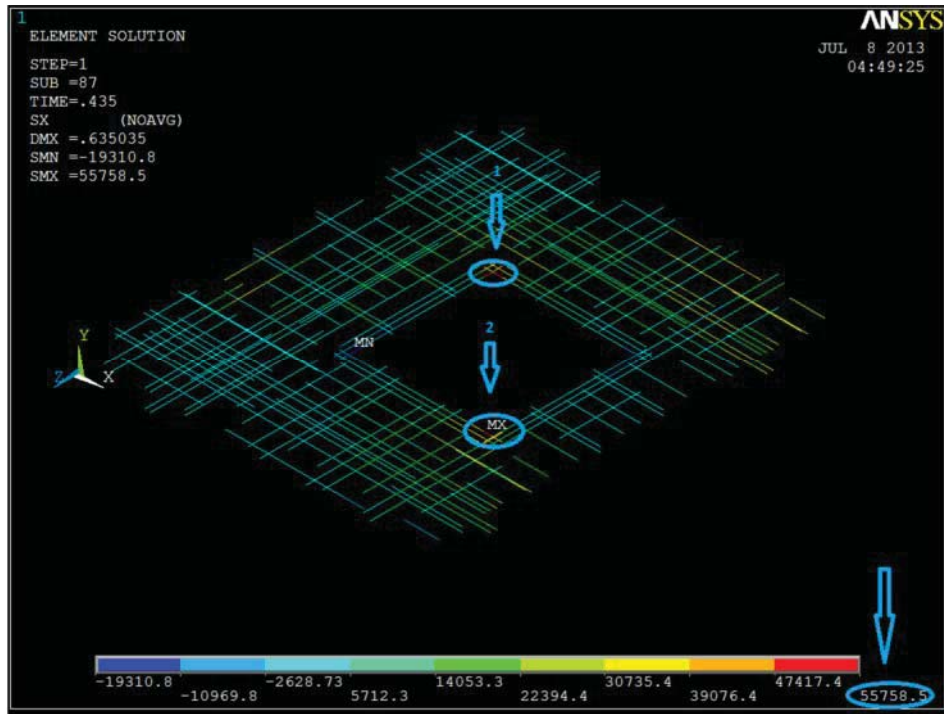 1
ELEMENT SOLUTION
STEP=1
SUB =87
TIME=.435
SX (NOAVG)
DMX =.635035
SMN =-19310.8
SMX =55758.5
ANSYS
JUL 8 2013
04:49:25
1
2
MN
MX
Y
Z X
-19310.8 -2628.73 14053.3 30735.4 47417.4
-10969.8 5712.3 22394.4 39076.4 55758.5